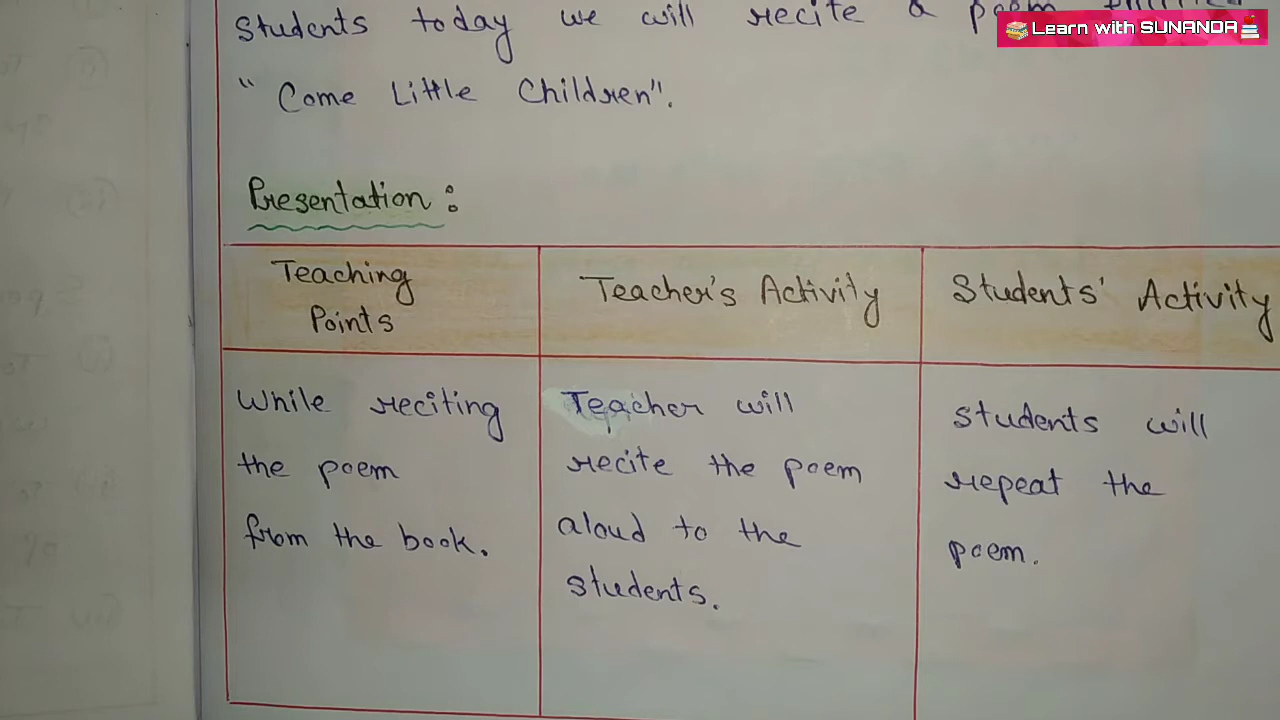 Students today we will recite a poem
📚Learn with SUNANDA📚
"Come Little Children".
Presentation :
Teaching Points
Teacher's Activity
Students' Activity
While reciting
the poem
from the book.
Teacher will
recite the poem
aloud to the
students.
students will
repeat the
poem.